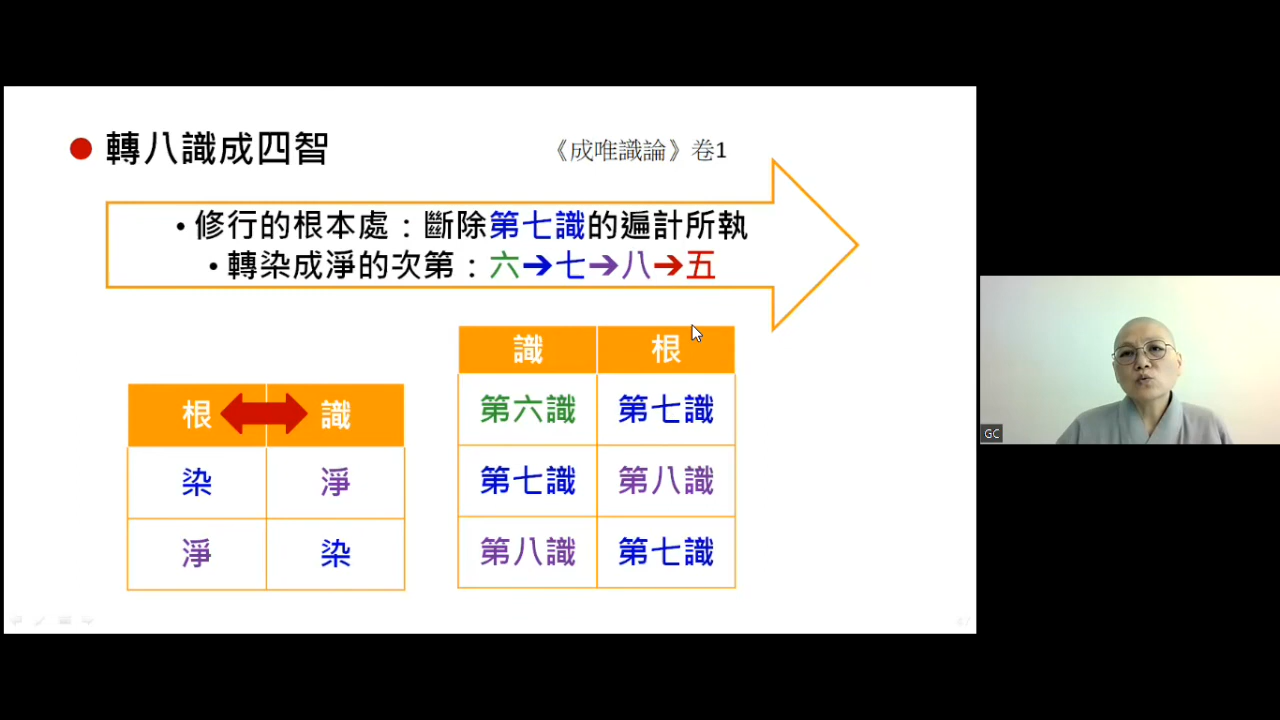 轉八識成四智
《成唯識論》卷1
•修行的根本處：斷除第七識的遍計所執
•轉染成淨的次第：六➔七➔八➔五
識 根
第六識 第七識
第七識 第八識
第八識 第七識
根 識
染 淨
淨 染
GC